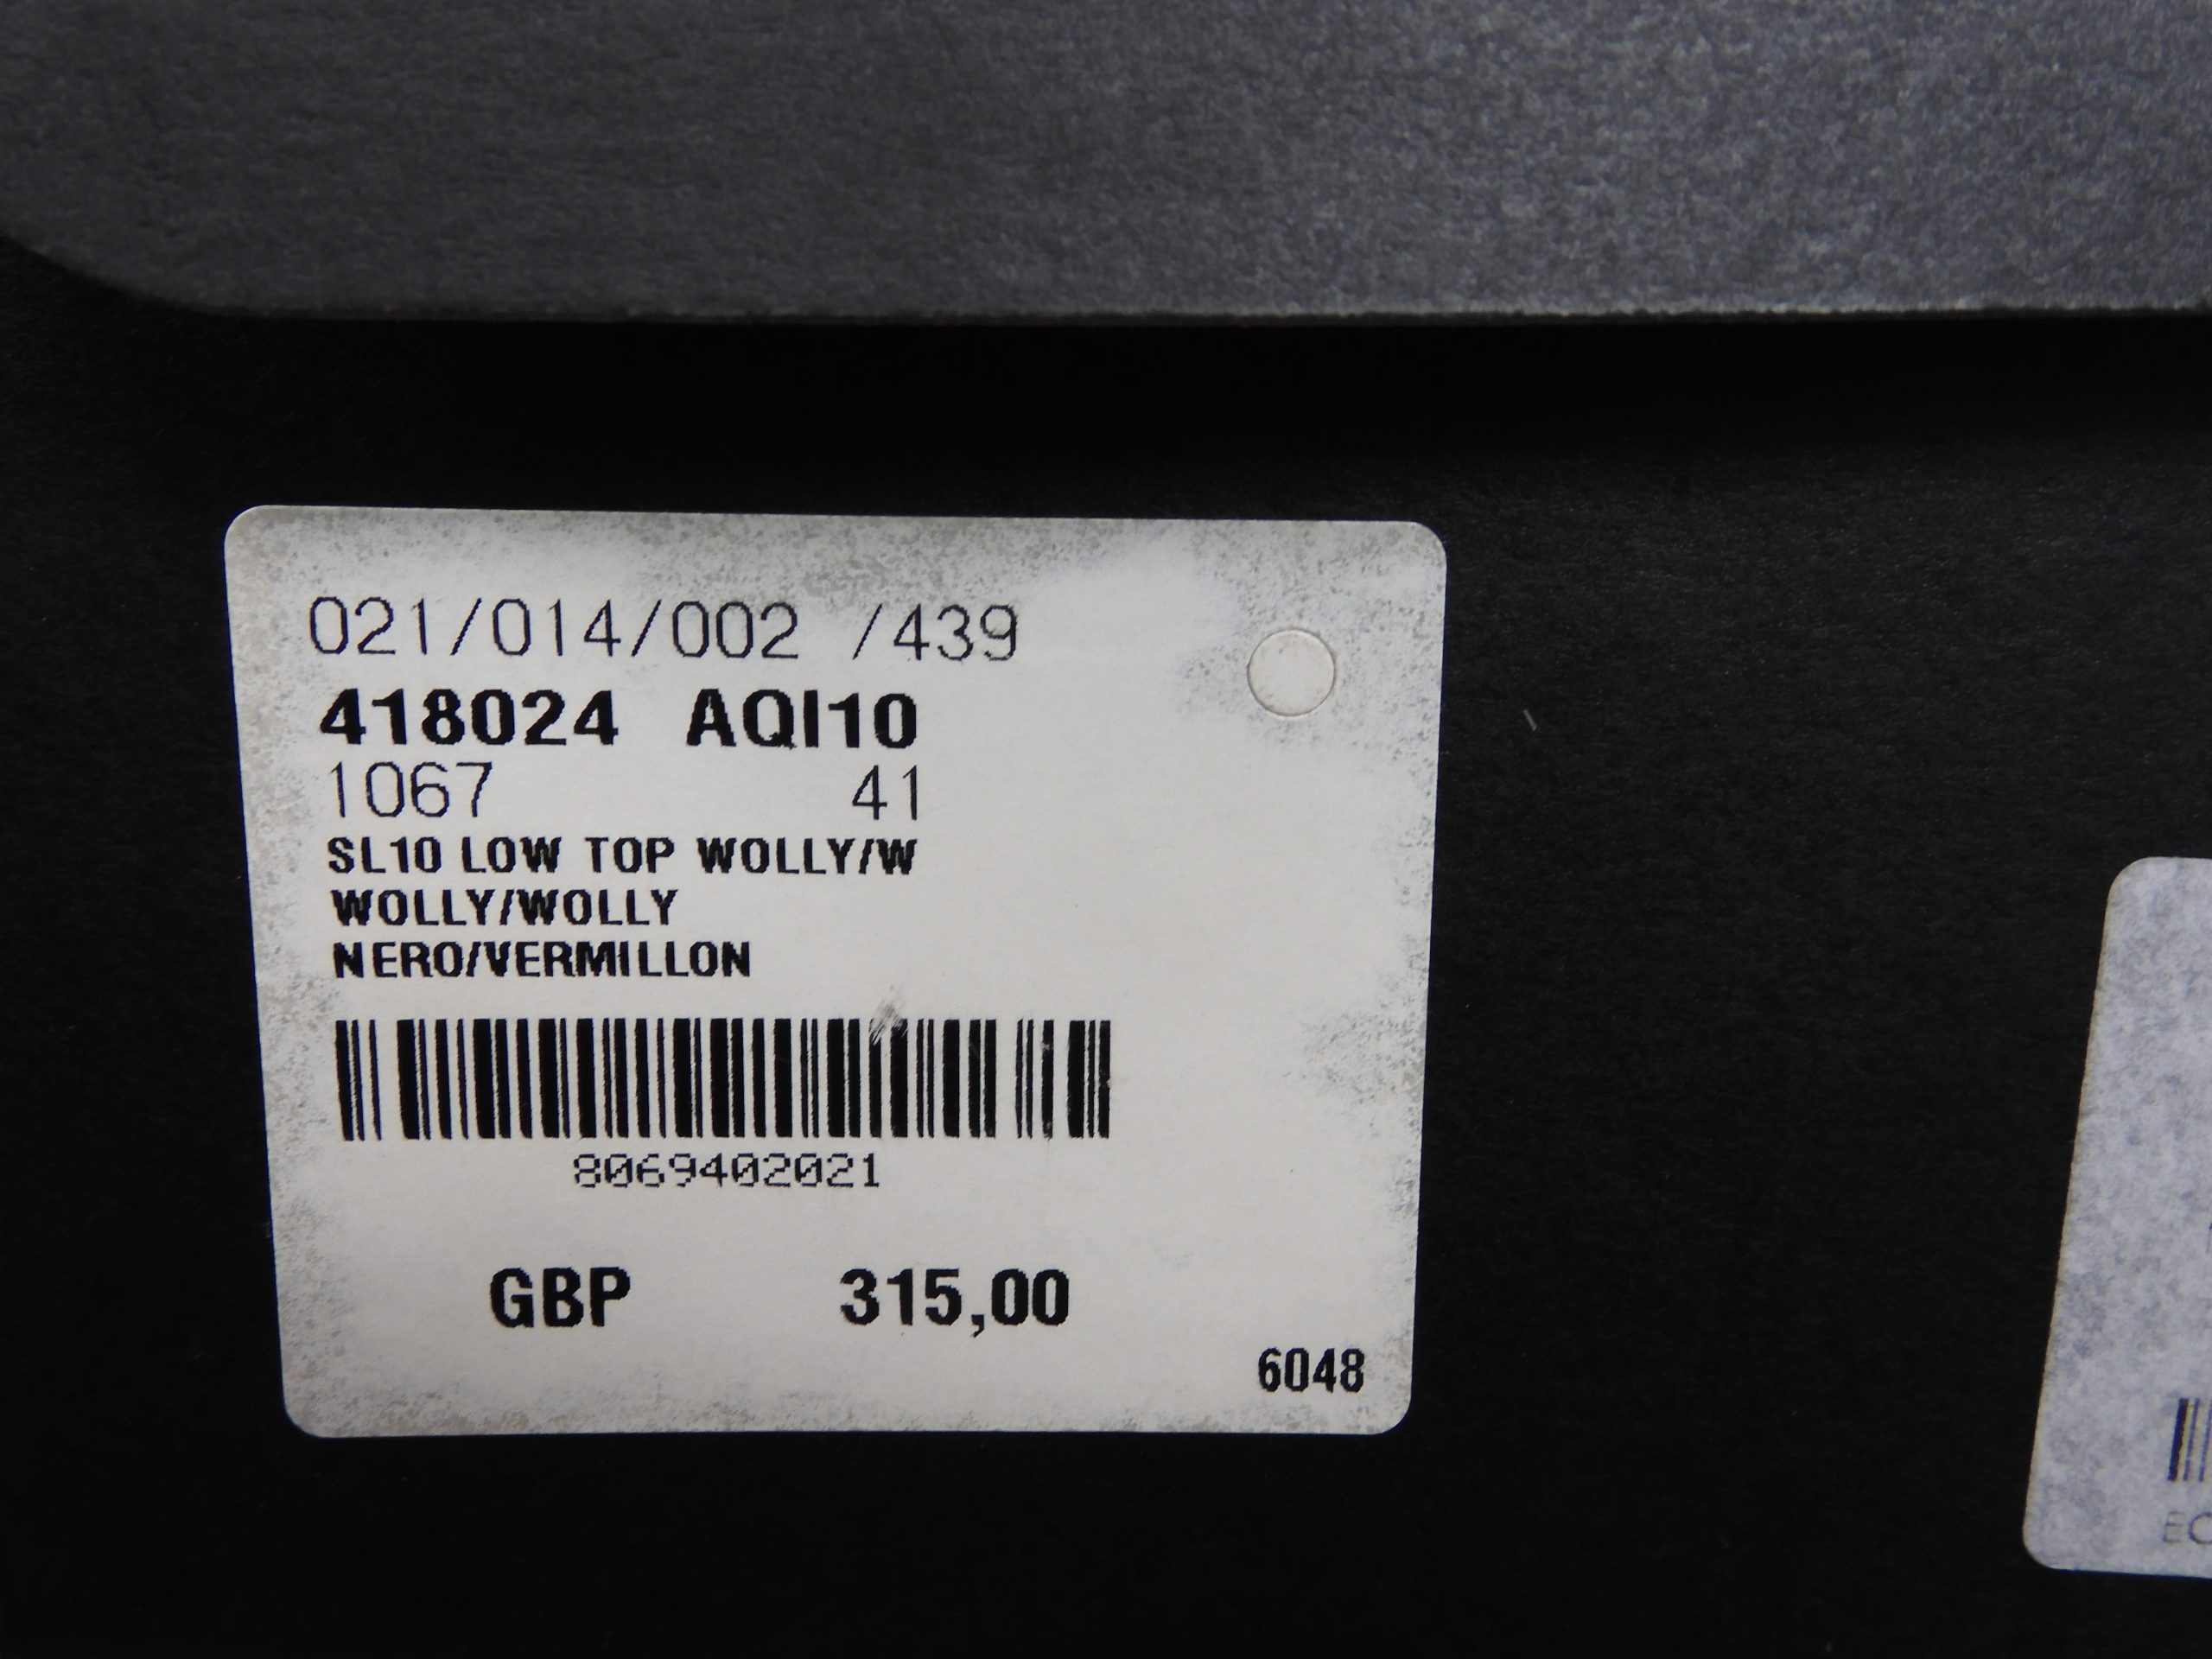 021/014/002 /439
418024 AQI10
1067 41
SL10 LOW TOP WOLLY/W
WOLLY/WOLLY
NERO/VERMILLON
8069402021
GBP 315,00
6048